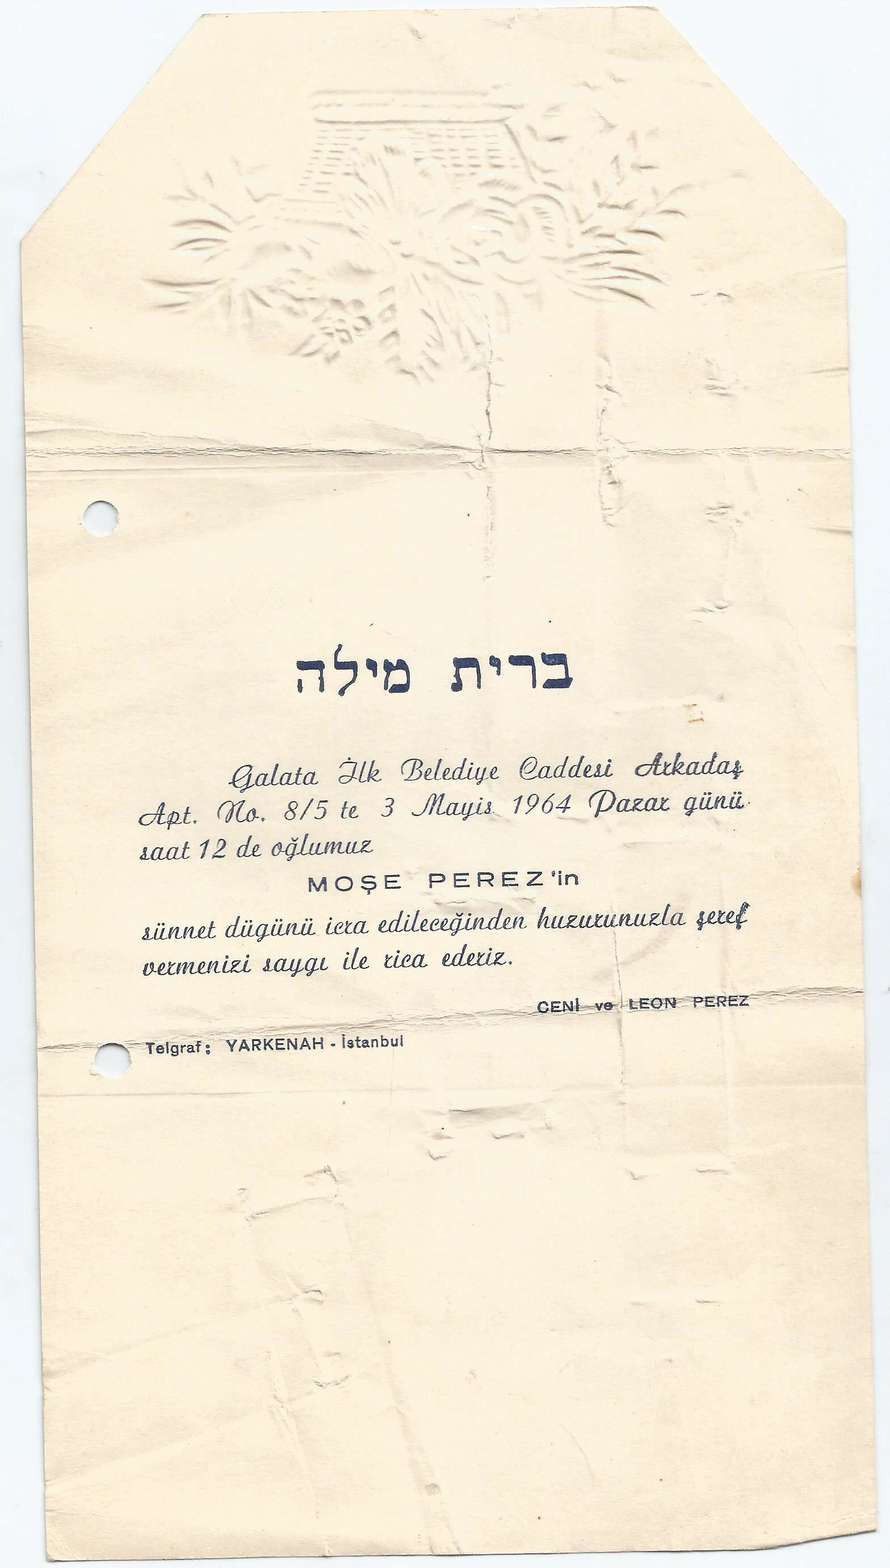 ברית מילה
Galata İlk Belediye Caddesi Arkadaş
Apt. No. 8/5 te 3 Mayis 1964 Pazar günü
saat 12 de oğlumuz
MOŞE PEREZ'in
sünnet dügünü icra edileceğinden huzurunuzla şeref
vermenizi saygı ile rica ederiz.
CENİ ve LEON PEREZ
Telgraf: YARKENAH - İstanbul